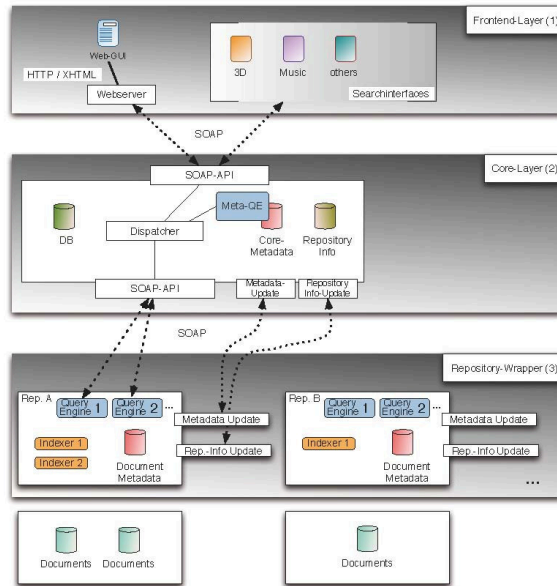 Frontend-Layer (1)
Web-GUI
HTTP / XHTML
Webserver
3D
Music
others
Searchinterfaces
SOAP
Core-Layer (2)
SOAP-API
Meta-QE
DB
Dispatcher
Core-
Metadata
Repository
Info
SOAP-API
Metadata-
Update
Repository
Info-Update
SOAP
Repository-Wrapper (3)
Rep. A
Query
Engine 1
Query
Engine 2
...
Metadata Update
Indexer 1
Indexer 2
Document
Metadata
Rep.-Info Update
Rep. B
Query
Engine 1
Query
Engine 2
...
Metadata Update
Indexer 1
Document
Metadata
Rep.-Info Update
...
Documents
Documents
Documents